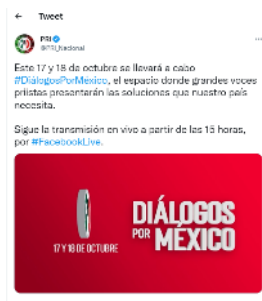 Tweet
PRI
@PRI_Nacional
Este 17 y 18 de octubre se llevará a cabo
#DiálogosPorMéxico, el espacio donde grandes voces
priistas presentarán las soluciones que nuestro país
necesita.
Sigue la transmisión en vivo a partir de las 15 horas,
por #FacebookLive.
17 Y 18 DE OCTUBRE
DIÁLOGOS
POR MÉXICO